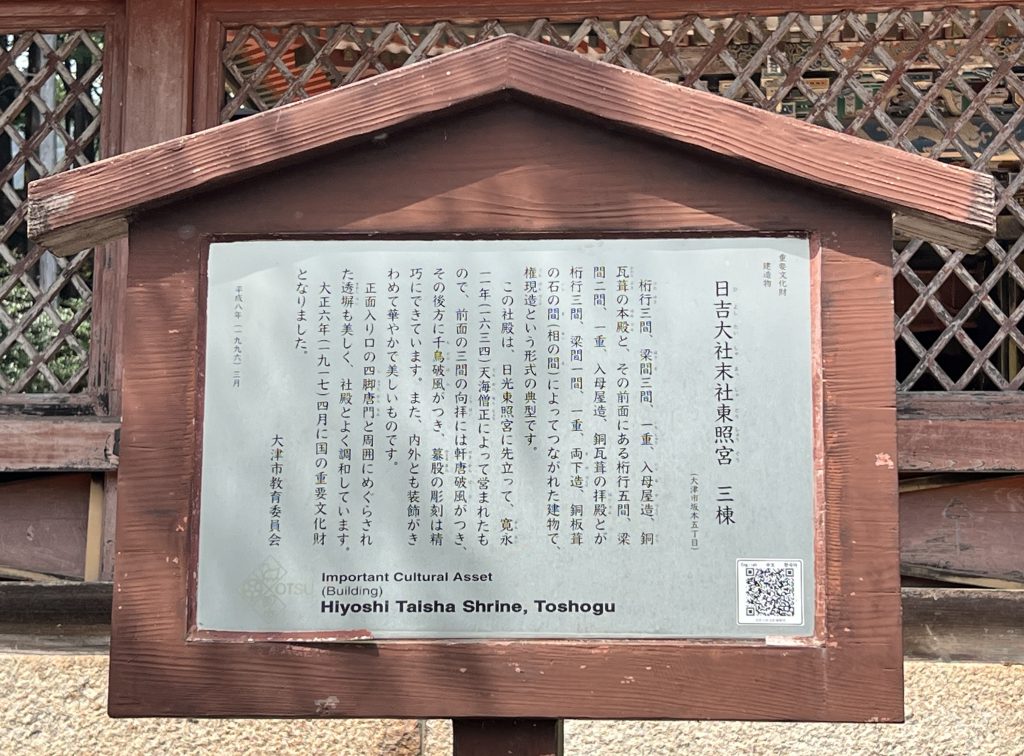 重要文化財
建造物
日吉大社末社東照宮　三棟
(大津市坂本五丁目)
桁行三間、梁間三間、一重、入母屋造、銅
瓦葺の本殿と、その前面にある桁行五間、梁
間二間、一重、入母屋造、銅瓦葺の拝殿とが
桁行三間、梁間一間、一重、両下造、銅板葺
の石の間(相の間)によってつながれた建物で、
権現造という形式の典型です。
この社殿は、日光東照宮に先立って、寛永
一一年(一六三四)天海僧正によって営まれたも
ので、前面の三間の向拝には軒唐破風がつき、
その後方に千鳥破風がつき、蟇股の彫刻は精
巧にできています。また、内外とも装飾がき
わめて華やかで美しいものです。
正面入り口の四脚唐門と周囲にめぐらされ
た透塀も美しく、社殿とよく調和しています。
大正六年(一九一七)四月に国の重要文化財
となりました。
大津市教育委員会
平成八年(一九九六)三月
OTSU
Important Cultural Asset
(Building)
Hiyoshi Taisha Shrine, Toshogu
English 中文 한국어